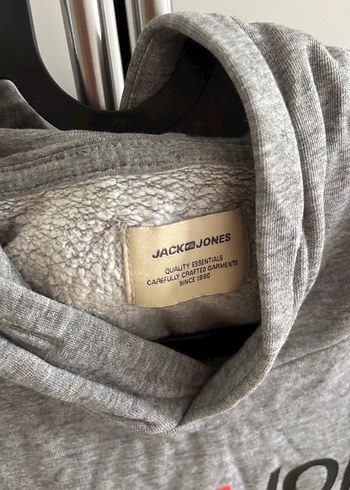 JACK & JONES
QUALITY ESSENTIALS
CAREFULLY CRAFTED GARMENTS
SINCE 1990